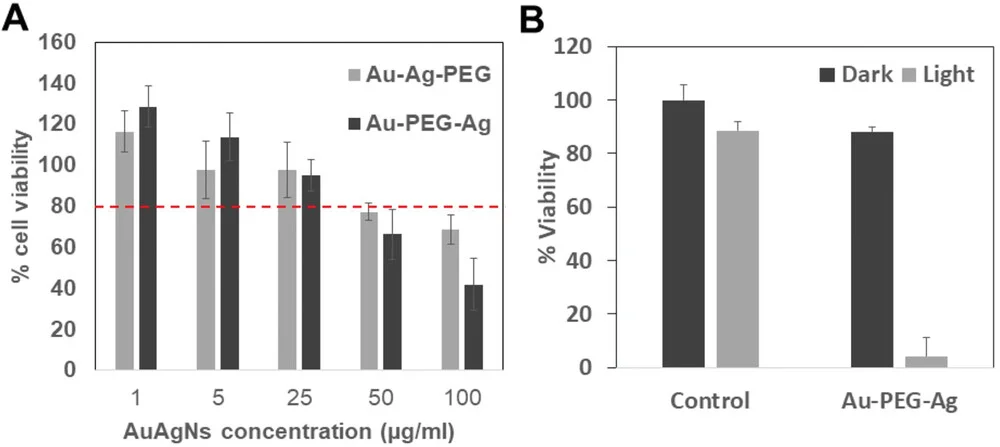 A
160
140
120
100
80
60
40
20
0
% cell viability
Au-Ag-PEG
Au-PEG-Ag
1 5 25 50 100
AuAgNs concentration (µg/ml)
B
120
100
80
60
40
20
0
% Viability
Dark Light
Control Au-PEG-Ag